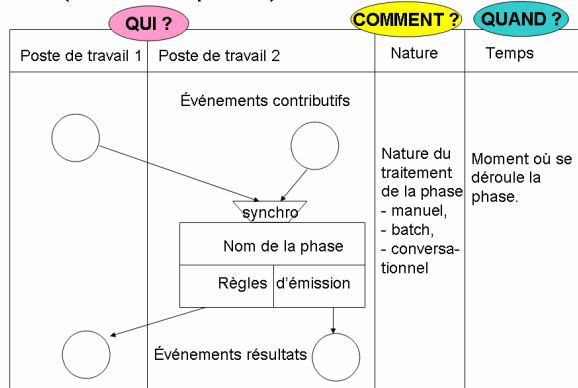 QUI ?
COMMENT ?
QUAND ?
Poste de travail 1
Poste de travail 2
Nature
Temps
Événements contributifs
Nature du
traitement
de la phase
- manuel,
- batch,
- conversa-
tionnel
Moment où se
déroule la
phase.
synchro
Nom de la phase
Règles
d'émission
Événements résultats